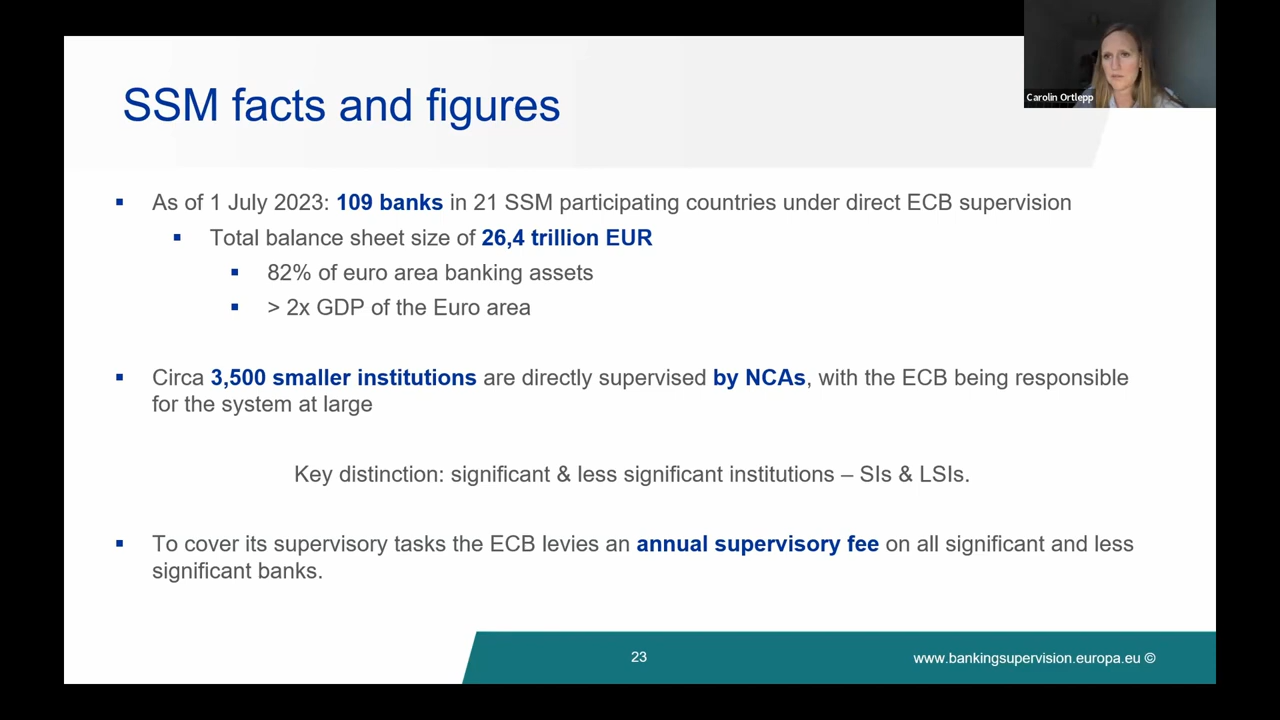 Carolin Ortlepp
SSM facts and figures
▪ As of 1 July 2023: 109 banks in 21 SSM participating countries under direct ECB supervision
▪ Total balance sheet size of 26,4 trillion EUR
▪ 82% of euro area banking assets
▪ > 2x GDP of the Euro area
▪ Circa 3,500 smaller institutions are directly supervised by NCAs, with the ECB being responsible
for the system at large
Key distinction: significant & less significant institutions – SIs & LSIs.
▪ To cover its supervisory tasks the ECB levies an annual supervisory fee on all significant and less
significant banks.
23
www.bankingsupervision.europa.eu ©